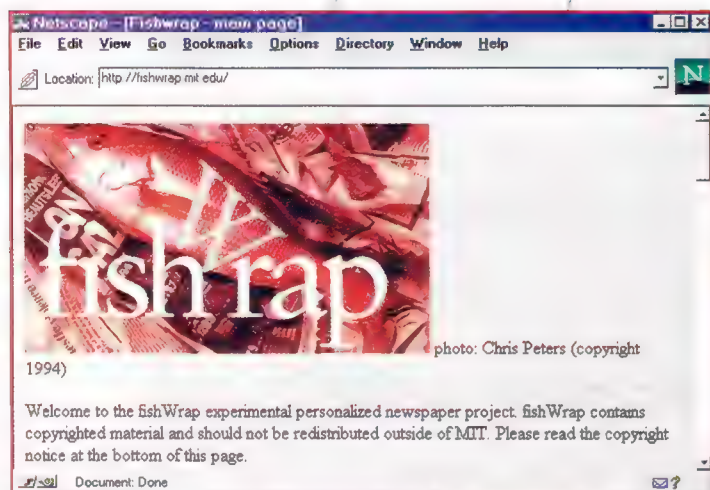 Netscape - [Fishwrap - main page]
File Edit View Go Bookmarks Options Directory Window Help
Location: http://fishwrap.mit.edu/
N
fishWrap
photo: Chris Peters (copyright
1994)
Welcome to the fishWrap experimental personalized newspaper project. fishWrap contains
copyrighted material and should not be redistributed outside of MIT. Please read the copyright
notice at the bottom of this page.
Document: Done